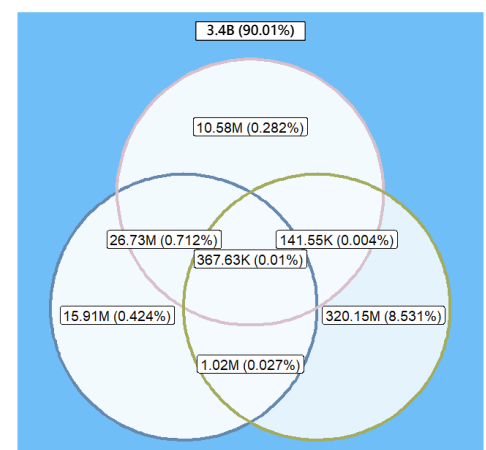 3.4B (90.01%)
10.58M (0.282%)
26.73M (0.712%)
141.55K (0.004%)
367.63K (0.01%)
15.91M (0.424%)
320.15M (8.531%)
1.02M (0.027%)